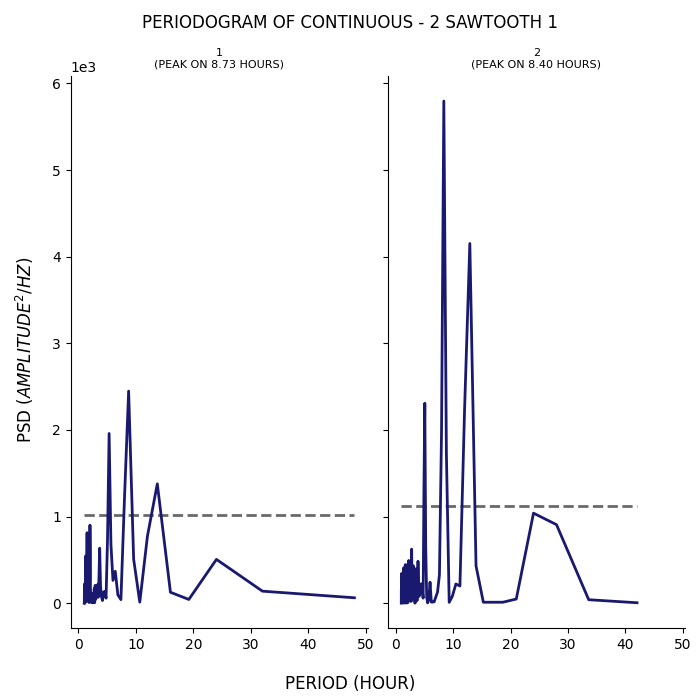 PERIODOGRAM OF CONTINUOUS - 2 SAWTOOTH 1
1
(PEAK ON 8.73 HOURS)
2
(PEAK ON 8.40 HOURS)
1e3
6
5
4
3
2
1
0
PSD (AMPLITUDE²/HZ)
0 10 20 30 40 50
0 10 20 30 40 50
PERIOD (HOUR)